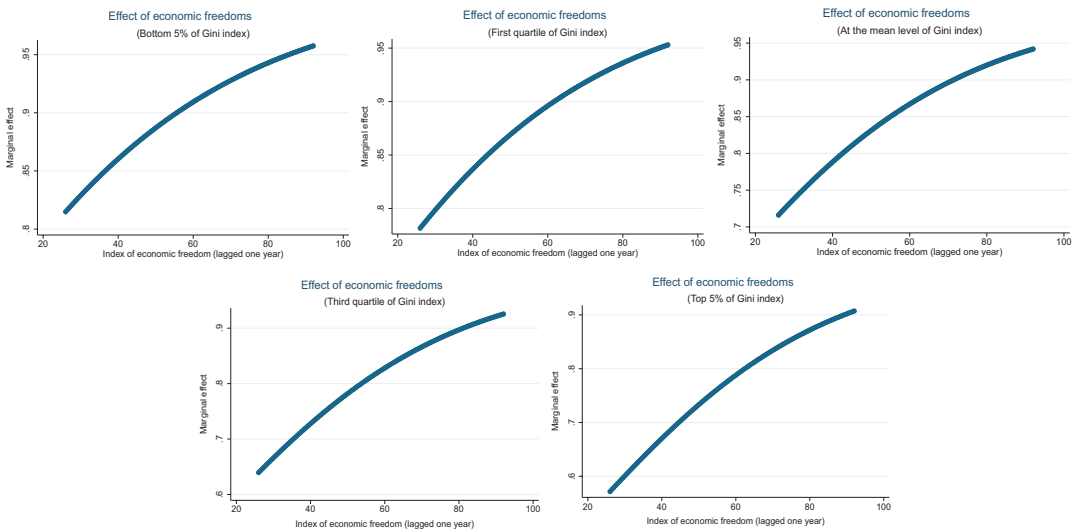 Effect of economic freedoms
(Bottom 5% of Gini index)
Marginal effect
.95
.9
.85
.8
20 40 60 80 100
Index of economic freedom (lagged one year)
Effect of economic freedoms
(First quartile of Gini index)
Marginal effect
.95
.9
.85
.8
20 40 60 80 100
Index of economic freedom (lagged one year)
Effect of economic freedoms
(At the mean level of Gini index)
Marginal effect
.95
.9
.85
.8
.75
.7
20 40 60 80 100
Index of economic freedom (lagged one year)
Effect of economic freedoms
(Third quartile of Gini index)
Marginal effect
.9
.8
.7
.6
20 40 60 80 100
Index of economic freedom (lagged one year)
Effect of economic freedoms
(Top 5% of Gini index)
Marginal effect
.9
.8
.7
.6
20 40 60 80 100
Index of economic freedom (lagged one year)